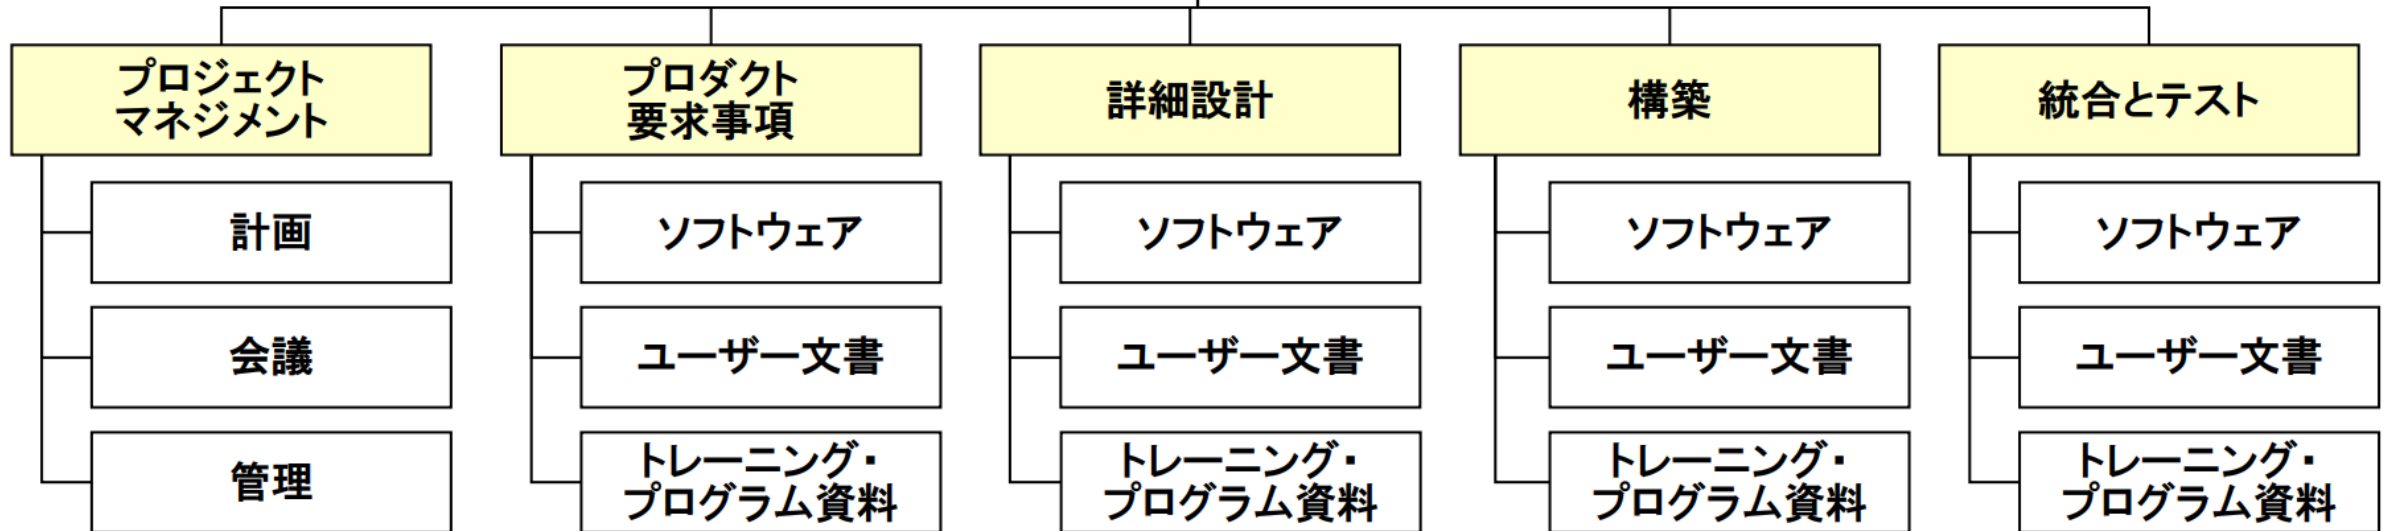 プロジェクト
マネジメント
計画
会議
管理
プロダクト
要求事項
ソフトウェア
ユーザー文書
トレーニング・
プログラム資料
詳細設計
ソフトウェア
ユーザー文書
トレーニング・
プログラム資料
構築
ソフトウェア
ユーザー文書
トレーニング・
プログラム資料
統合とテスト
ソフトウェア
ユーザー文書
トレーニング・
プログラム資料